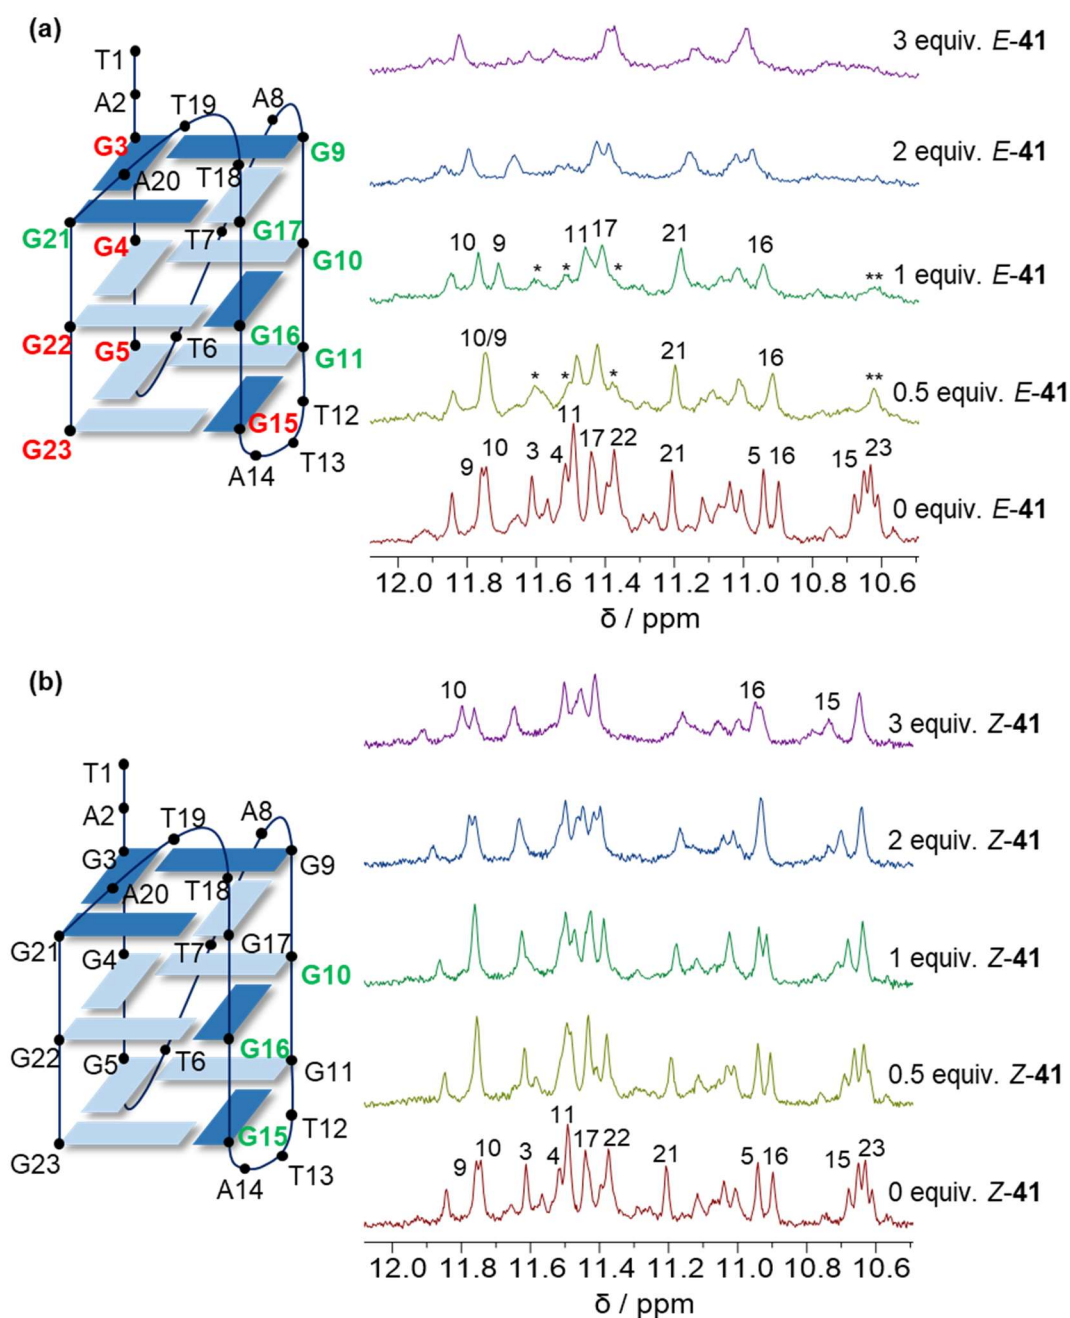 (a)
T1
A2
T19
A8
G3
G9
A20
T18
G21
G4
T7
G17
G10
G22
G5
T6
G16
G11
T12
G23
G15
T13
A14
3 equiv. E-41
2 equiv. E-41
10 9 * * 11 17 * 21 16 **
1 equiv. E-41
10/9 * * * 21 16 **
0.5 equiv. E-41
9 10 3 4 11 17 22 21 5 16 15 23
0 equiv. E-41
12.0 11.8 11.6 11.4 11.2 11.0 10.8 10.6
δ / ppm
(b)
T1
A2
T19
A8
G3
G9
A20
T18
G21
G4
T7
G17
G10
G22
G5
T6
G16
G11
T12
G23
G15
T13
A14
10 16 15
3 equiv. Z-41
2 equiv. Z-41
1 equiv. Z-41
0.5 equiv. Z-41
9 10 3 4 11 17 22 21 5 16 15 23
0 equiv. Z-41
12.0 11.8 11.6 11.4 11.2 11.0 10.8 10.6
δ / ppm